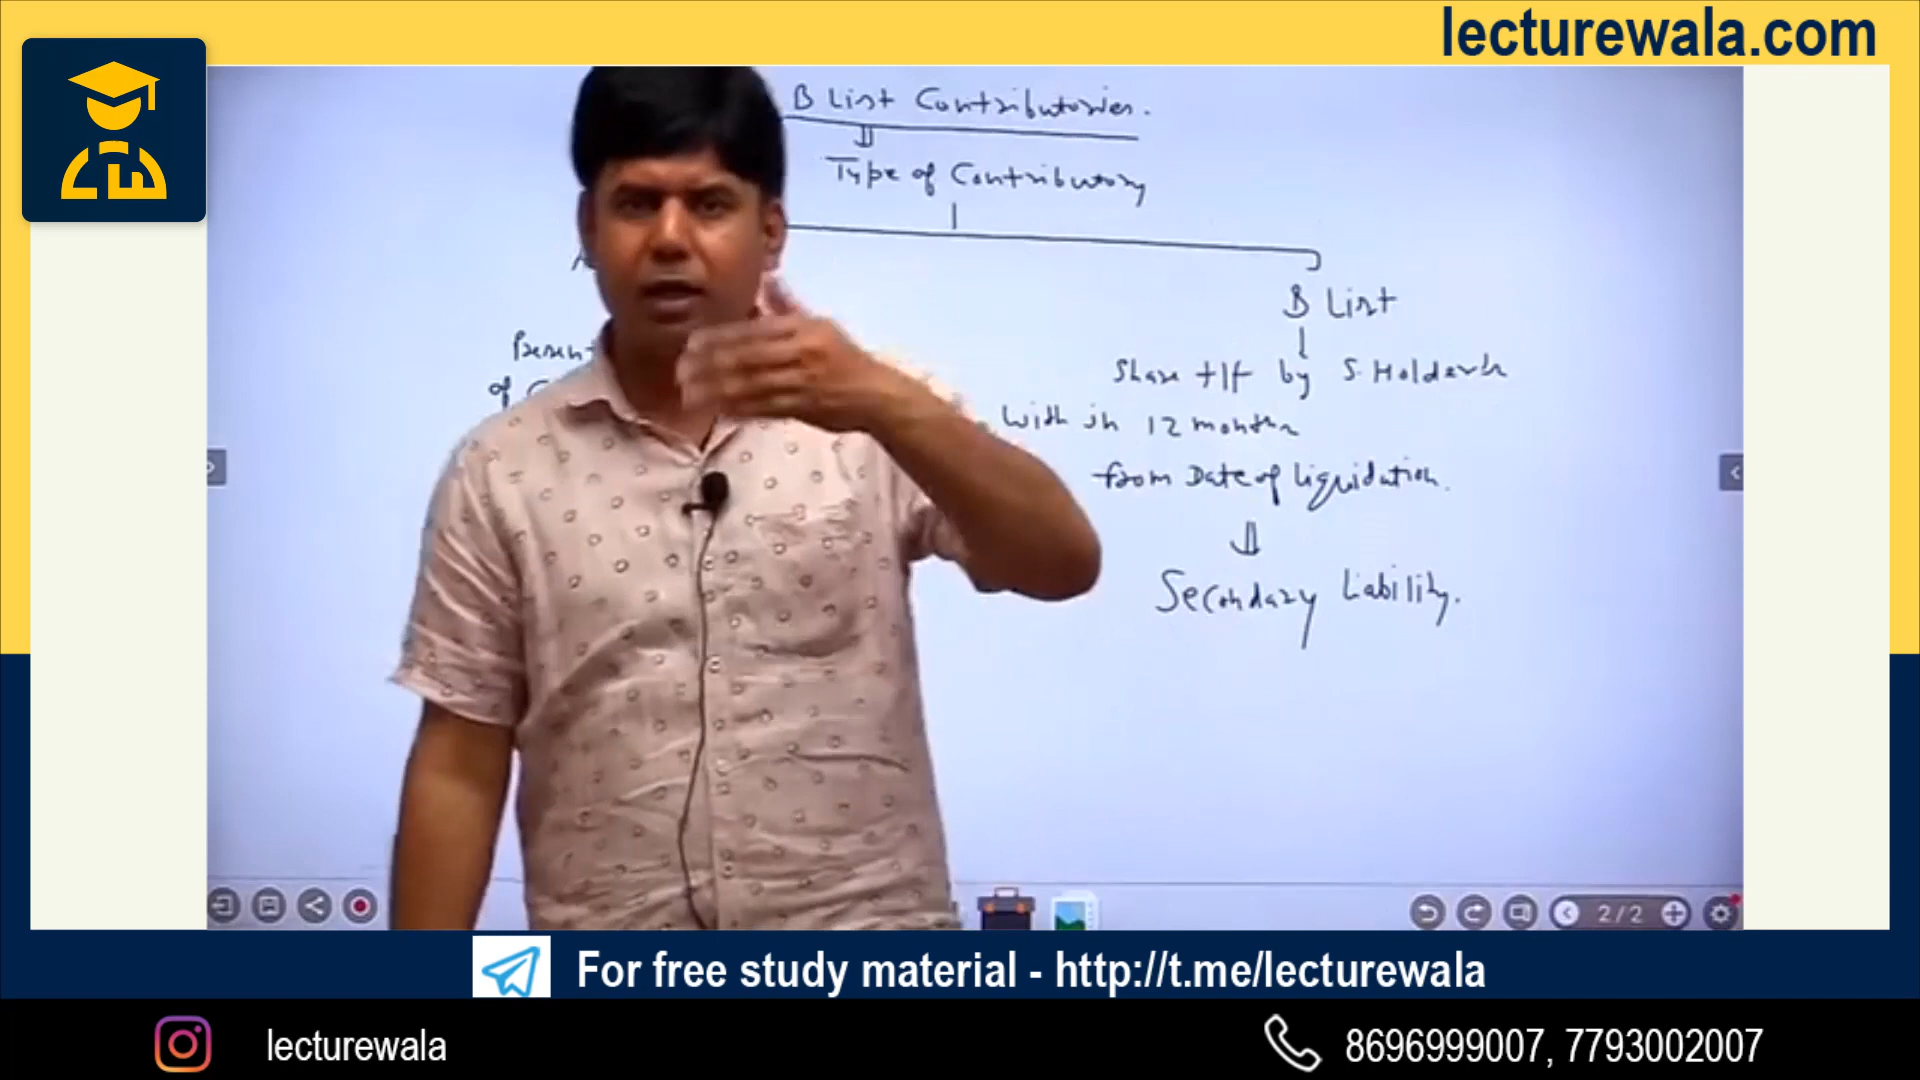 lecturewala.com
B List Contributories.
Type of Contributory
B List
Share t/f by S. Holders
with in 12 months
from Date of liquidation.
Secondary Liability.
2/2
For free study material - http://t.me/lecturewala
lecturewala
8696999007, 7793002007